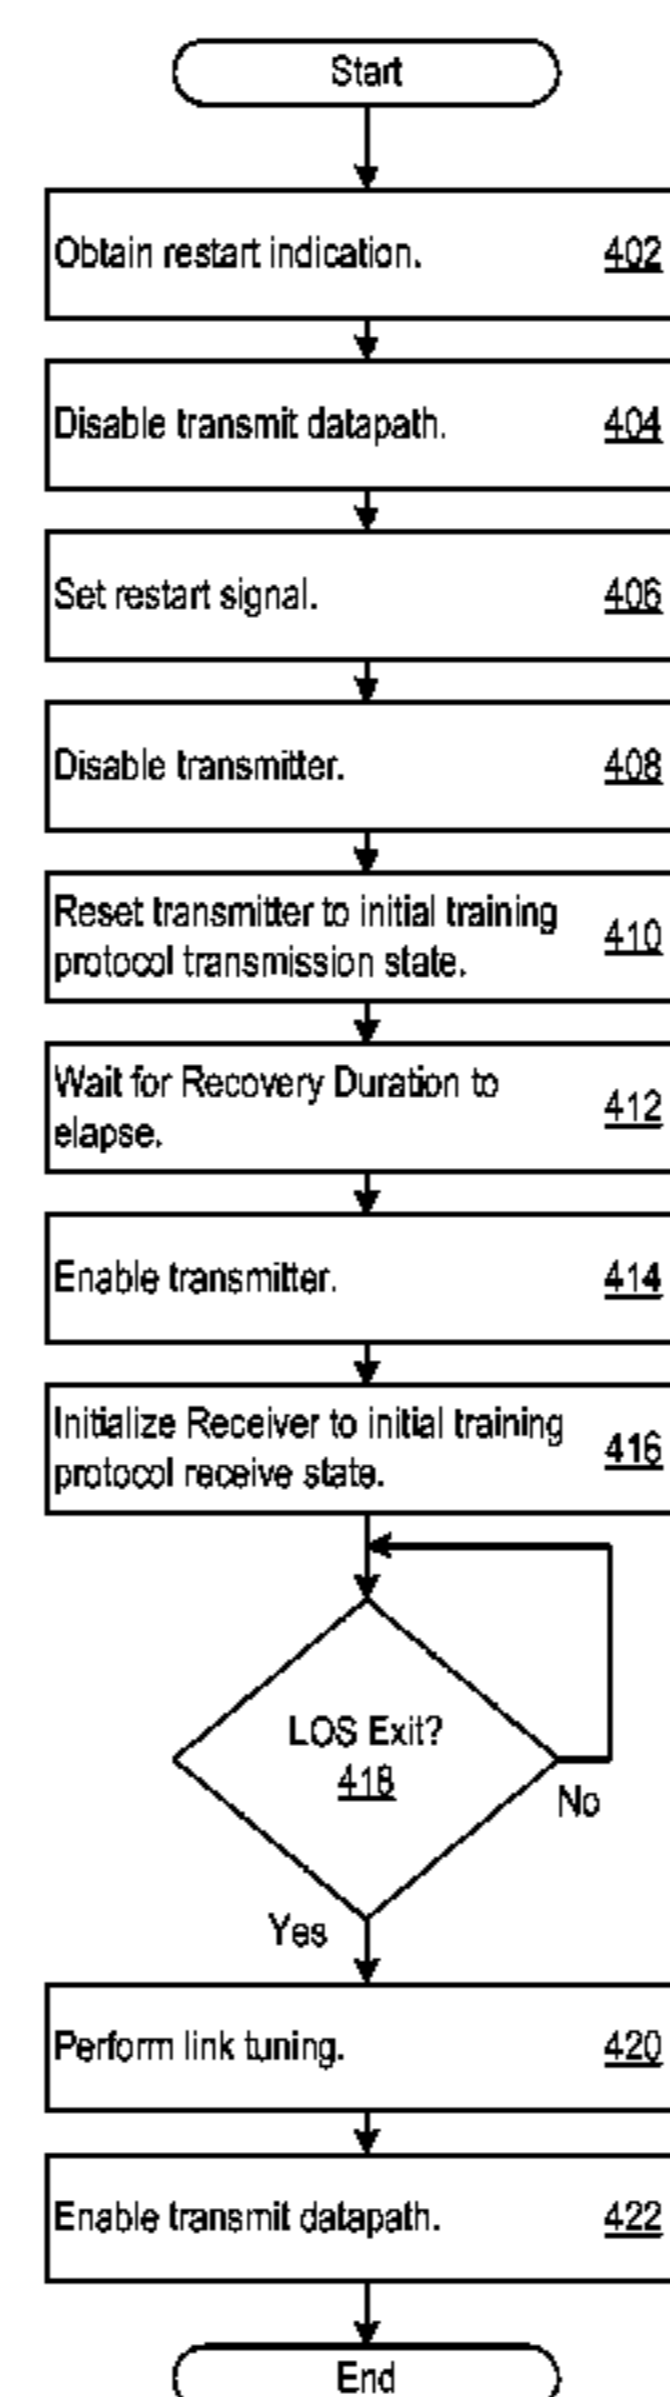 Start
Obtain restart indication. 402
Disable transmit datapath. 404
Set restart signal. 406
Disable transmitter. 408
Reset transmitter to initial training
protocol transmission state. 410
Wait for Recovery Duration to
elapse. 412
Enable transmitter. 414
Initialize Receiver to initial training
protocol receive state. 416
LOS Exit?
418
No
Yes
Perform link tuning. 420
Enable transmit datapath. 422
End